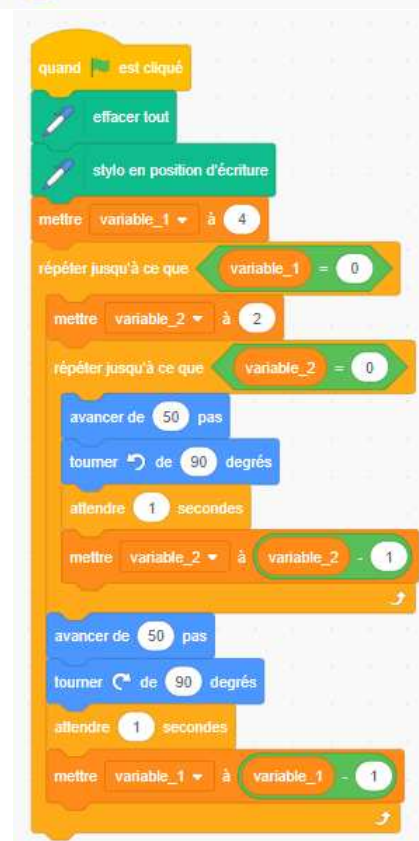 quand est cliqué
effacer tout
stylo en position d'écriture
mettre variable_1 à 4
répéter jusqu'à ce que variable_1 = 0
mettre variable_2 à 2
répéter jusqu'à ce que variable_2 = 0
avancer de 50 pas
tourner de 90 degrés
attendre 1 secondes
mettre variable_2 à variable_2 - 1
avancer de 50 pas
tourner de 90 degrés
attendre 1 secondes
mettre variable_1 à variable_1 - 1